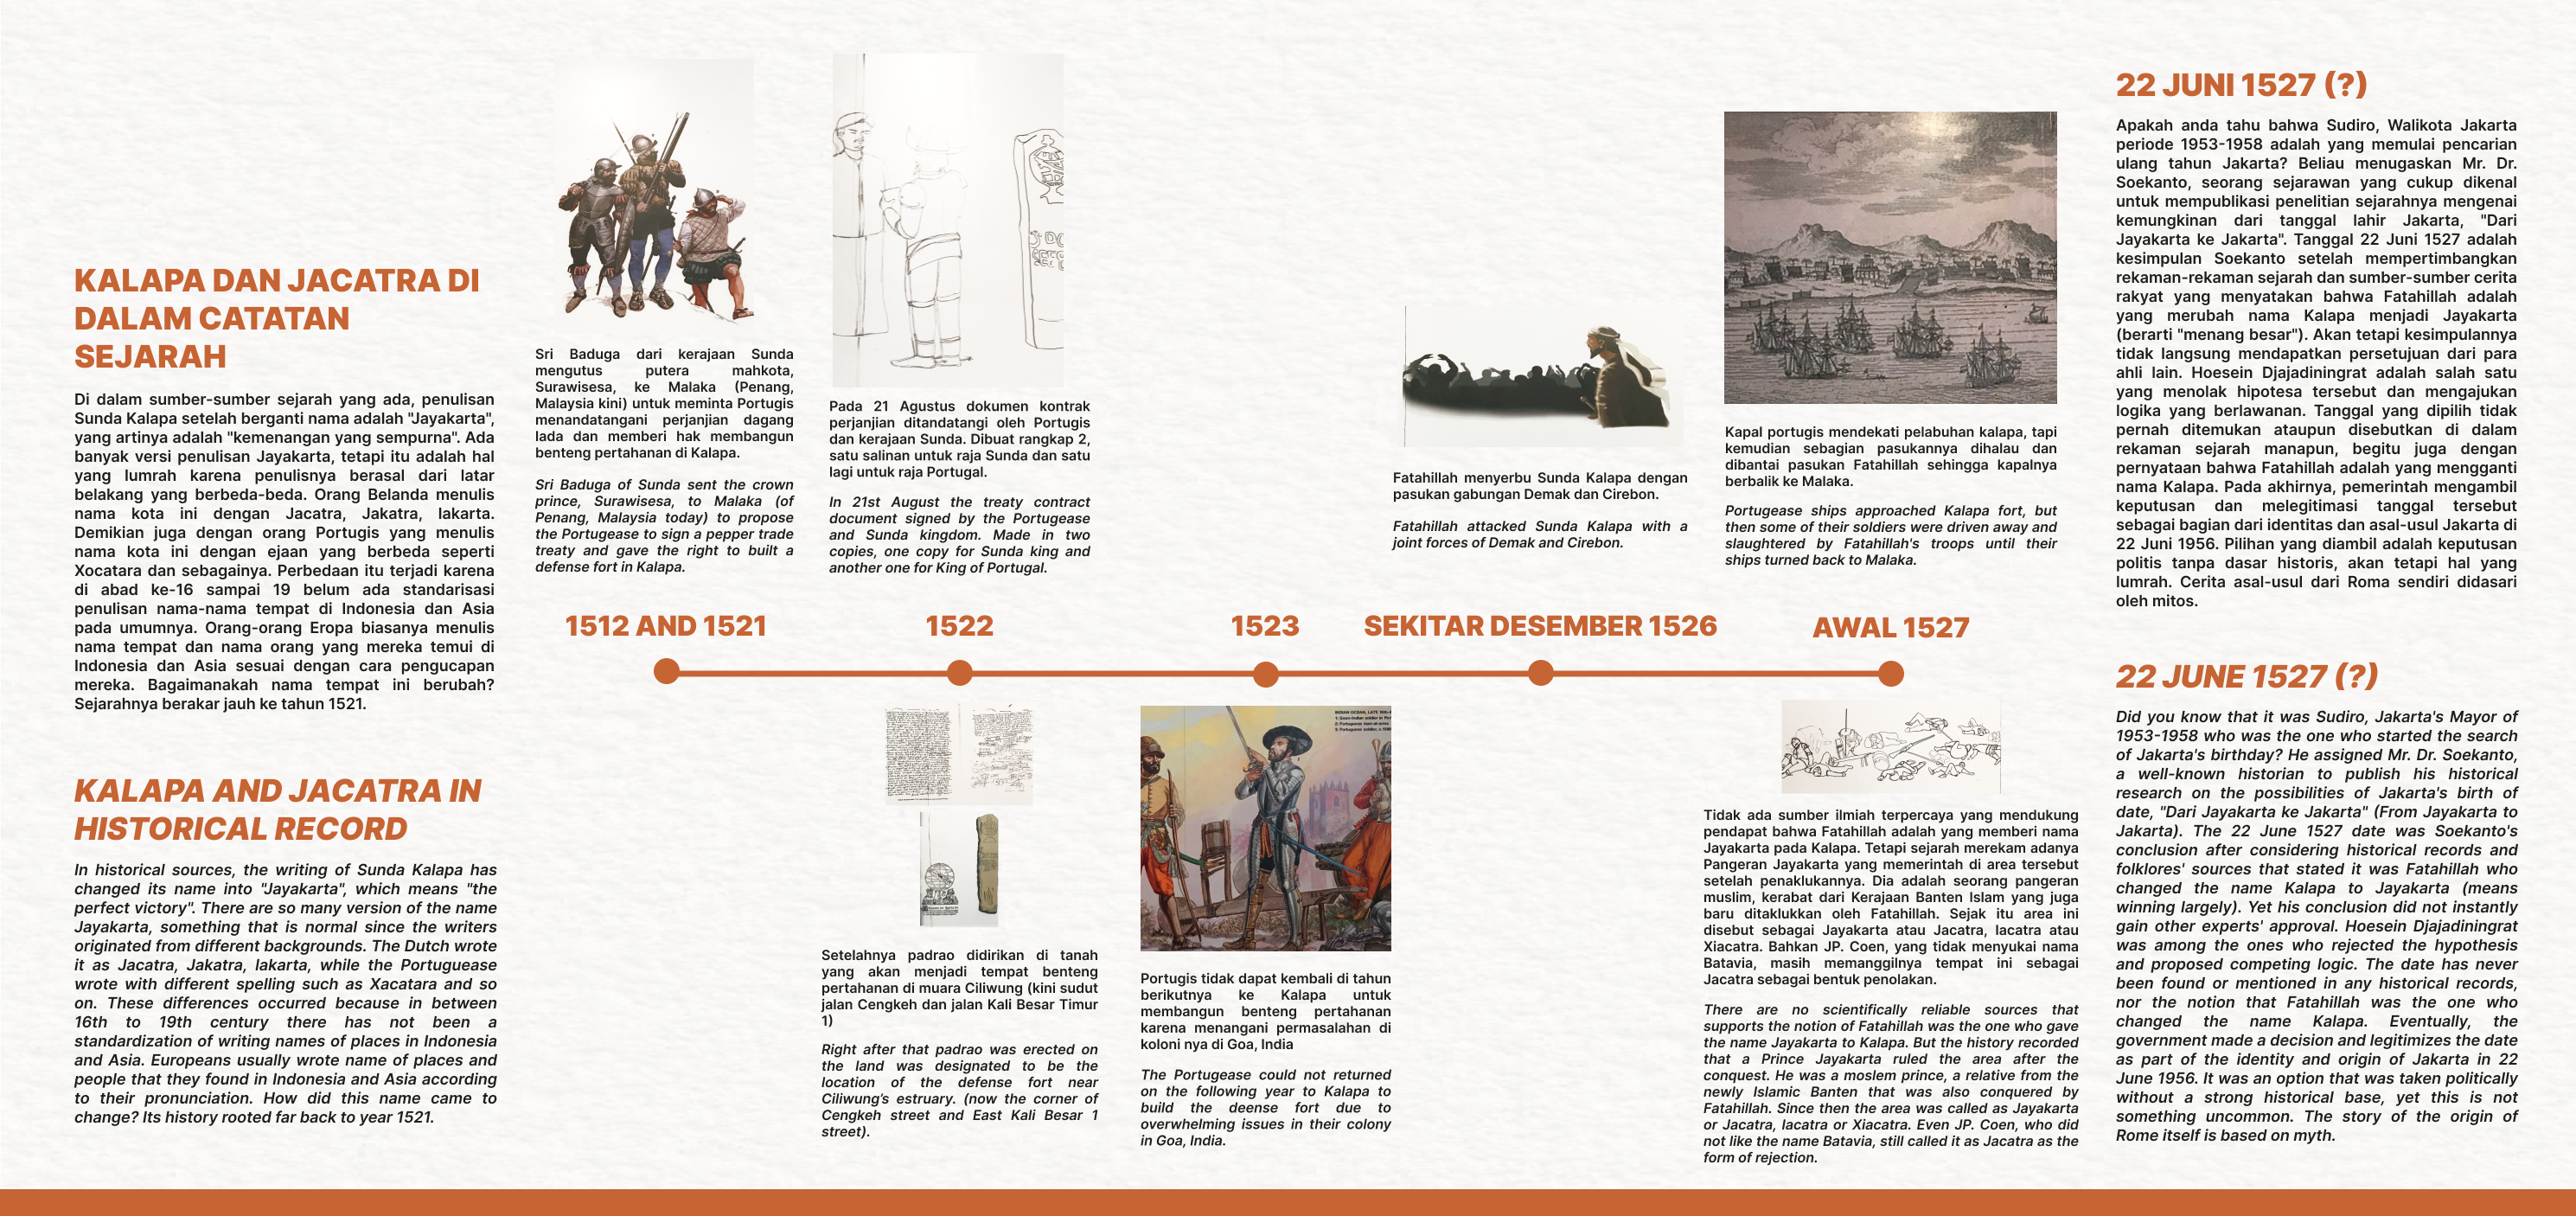 KALAPA DAN JACATRA DI
DALAM CATATAN
SEJARAH
Di dalam sumber-sumber sejarah yang ada, penulisan
Sunda Kalapa setelah berganti nama adalah "Jayakarta",
yang artinya adalah "kemenangan yang sempurna". Ada
banyak versi penulisan Jayakarta, tetapi itu adalah hal
yang lumrah karena penulisnya berasal dari latar
belakang yang berbeda-beda. Orang Belanda menulis
nama kota ini dengan Jacatra, Jakatra, Iakarta.
Demikian juga dengan orang Portugis yang menulis
nama kota ini dengan ejaan yang berbeda seperti
Xocatara dan sebagainya. Perbedaan itu terjadi karena
di abad ke-16 sampai 19 belum ada standarisasi
penulisan nama-nama tempat di Indonesia dan Asia
pada umumnya. Orang-orang Eropa biasanya menulis
nama tempat dan nama orang yang mereka temui di
Indonesia dan Asia sesuai dengan cara pengucapan
mereka. Bagaimanakah nama tempat ini berubah?
Sejarahnya berakar jauh ke tahun 1521.
KALAPA AND JACATRA IN
HISTORICAL RECORD
In historical sources, the writing of Sunda Kalapa has
changed its name into "Jayakarta", which means "the
perfect victory". There are so many version of the name
Jayakarta, something that is normal since the writers
originated from different backgrounds. The Dutch wrote
it as Jacatra, Jakatra, Iakarta, while the Portuguease
wrote with different spelling such as Xacatara and so
on. These differences occurred because in between
16th to 19th century there has not been a
standardization of writing names of places in Indonesia
and Asia. Europeans usually wrote name of places and
people that they found in Indonesia and Asia according
to their pronunciation. How did this name came to
change? Its history rooted far back to year 1521.
Sri Baduga dari kerajaan Sunda
mengutus putera mahkota,
Surawisesa, ke Malaka (Penang,
Malaysia kini) untuk meminta Portugis
menandatangani perjanjian dagang
lada dan memberi hak membangun
benteng pertahanan di Kalapa.
Sri Baduga of Sunda sent the crown
prince, Surawisesa, to Malaka (of
Penang, Malaysia today) to propose
the Portugease to sign a pepper trade
treaty and gave the right to built a
defense fort in Kalapa.
1512 AND 1521
Pada 21 Agustus dokumen kontrak
perjanjian ditandatangi oleh Portugis
dan kerajaan Sunda. Dibuat rangkap 2,
satu salinan untuk raja Sunda dan satu
lagi untuk raja Portugal.
In 21st August the treaty contract
document signed by the Portugease
and Sunda kingdom. Made in two
copies, one copy for Sunda king and
another one for King of Portugal.
1522
Setelahnya padrao didirikan di tanah
yang akan menjadi tempat benteng
pertahanan di muara Ciliwung (kini sudut
jalan Cengkeh dan jalan Kali Besar Timur
1)
Right after that padrao was erected on
the land was designated to be the
location of the defense fort near
Ciliwung's estruary. (now the corner of
Cengkeh street and East Kali Besar 1
street).
1523
Portugis tidak dapat kembali di tahun
berikutnya ke Kalapa untuk
membangun benteng pertahanan
karena menangani permasalahan di
koloni nya di Goa, India
The Portugease could not returned
on the following year to Kalapa to
build the deense fort due to
overwhelming issues in their colony
in Goa, India.
Fatahillah menyerbu Sunda Kalapa dengan
pasukan gabungan Demak dan Cirebon.
Fatahillah attacked Sunda Kalapa with a
joint forces of Demak and Cirebon.
SEKITAR DESEMBER 1526
Kapal portugis mendekati pelabuhan kalapa, tapi
kemudian sebagian pasukannya dihalau dan
dibantai pasukan Fatahillah sehingga kapalnya
berbalik ke Malaka.
Portugease ships approached Kalapa fort, but
then some of their soldiers were driven away and
slaughtered by Fatahillah's troops until their
ships turned back to Malaka.
AWAL 1527
Tidak ada sumber ilmiah terpercaya yang mendukung
pendapat bahwa Fatahillah adalah yang memberi nama
Jayakarta pada Kalapa. Tetapi sejarah merekam adanya
Pangeran Jayakarta yang memerintah di area tersebut
setelah penaklukannya. Dia adalah seorang pangeran
muslim, kerabat dari Kerajaan Banten Islam yang juga
baru ditaklukkan oleh Fatahillah. Sejak itu area ini
disebut sebagai Jayakarta atau Jacatra, Iacatra atau
Xiacatra. Bahkan JP. Coen, yang tidak menyukai nama
Batavia, masih memanggilnya tempat ini sebagai
Jacatra sebagai bentuk penolakan.
There are no scientifically reliable sources that
supports the notion of Fatahillah was the one who gave
the name Jayakarta to Kalapa. But the history recorded
that a Prince Jayakarta ruled the area after the
conquest. He was a moslem prince, a relative from the
newly Islamic Banten that was also conquered by
Fatahillah. Since then the area was called as Jayakarta
or Jacatra, Iacatra or Xiacatra. Even JP. Coen, who did
not like the name Batavia, still called it as Jacatra as the
form of rejection.
22 JUNI 1527 (?)
Apakah anda tahu bahwa Sudiro, Walikota Jakarta
periode 1953-1958 adalah yang memulai pencarian
ulang tahun Jakarta? Beliau menugaskan Mr. Dr.
Soekanto, seorang sejarawan yang cukup dikenal
untuk mempublikasi penelitian sejarahnya mengenai
kemungkinan dari tanggal lahir Jakarta, "Dari
Jayakarta ke Jakarta". Tanggal 22 Juni 1527 adalah
kesimpulan Soekanto setelah mempertimbangkan
rekaman-rekaman sejarah dan sumber-sumber cerita
rakyat yang menyatakan bahwa Fatahillah adalah
yang merubah nama Kalapa menjadi Jayakarta
(berarti "menang besar"). Akan tetapi kesimpulannya
tidak langsung mendapatkan persetujuan dari para
ahli lain. Hoesein Djajadiningrat adalah salah satu
yang menolak hipotesa tersebut dan mengajukan
logika yang berlawanan. Tanggal yang dipilih tidak
pernah ditemukan ataupun disebutkan di dalam
rekaman sejarah manapun, begitu juga dengan
pernyataan bahwa Fatahillah adalah yang mengganti
nama Kalapa. Pada akhirnya, pemerintah mengambil
keputusan dan melegitimasi tanggal tersebut
sebagai bagian dari identitas dan asal-usul Jakarta di
22 Juni 1956. Pilihan yang diambil adalah keputusan
politis tanpa dasar historis, akan tetapi hal yang
lumrah. Cerita asal-usul dari Roma sendiri didasari
oleh mitos.
22 JUNE 1527 (?)
Did you know that it was Sudiro, Jakarta's Mayor of
1953-1958 who was the one who started the search
of Jakarta's birthday? He assigned Mr. Dr. Soekanto,
a well-known historian to publish his historical
research on the possibilities of Jakarta's birth of
date, "Dari Jayakarta ke Jakarta" (From Jayakarta to
Jakarta). The 22 June 1527 date was Soekanto's
conclusion after considering historical records and
folklores' sources that stated it was Fatahillah who
changed the name Kalapa to Jayakarta (means
winning largely). Yet his conclusion did not instantly
gain other experts' approval. Hoesein Djajadiningrat
was among the ones who rejected the hypothesis
and proposed competing logic. The date has never
been found or mentioned in any historical records,
nor the notion that Fatahillah was the one who
changed the name Kalapa. Eventually, the
government made a decision and legitimizes the date
as part of the identity and origin of Jakarta in 22
June 1956. It was an option that was taken politically
without a strong historical base, yet this is not
something uncommon. The story of the origin of
Rome itself is based on myth.